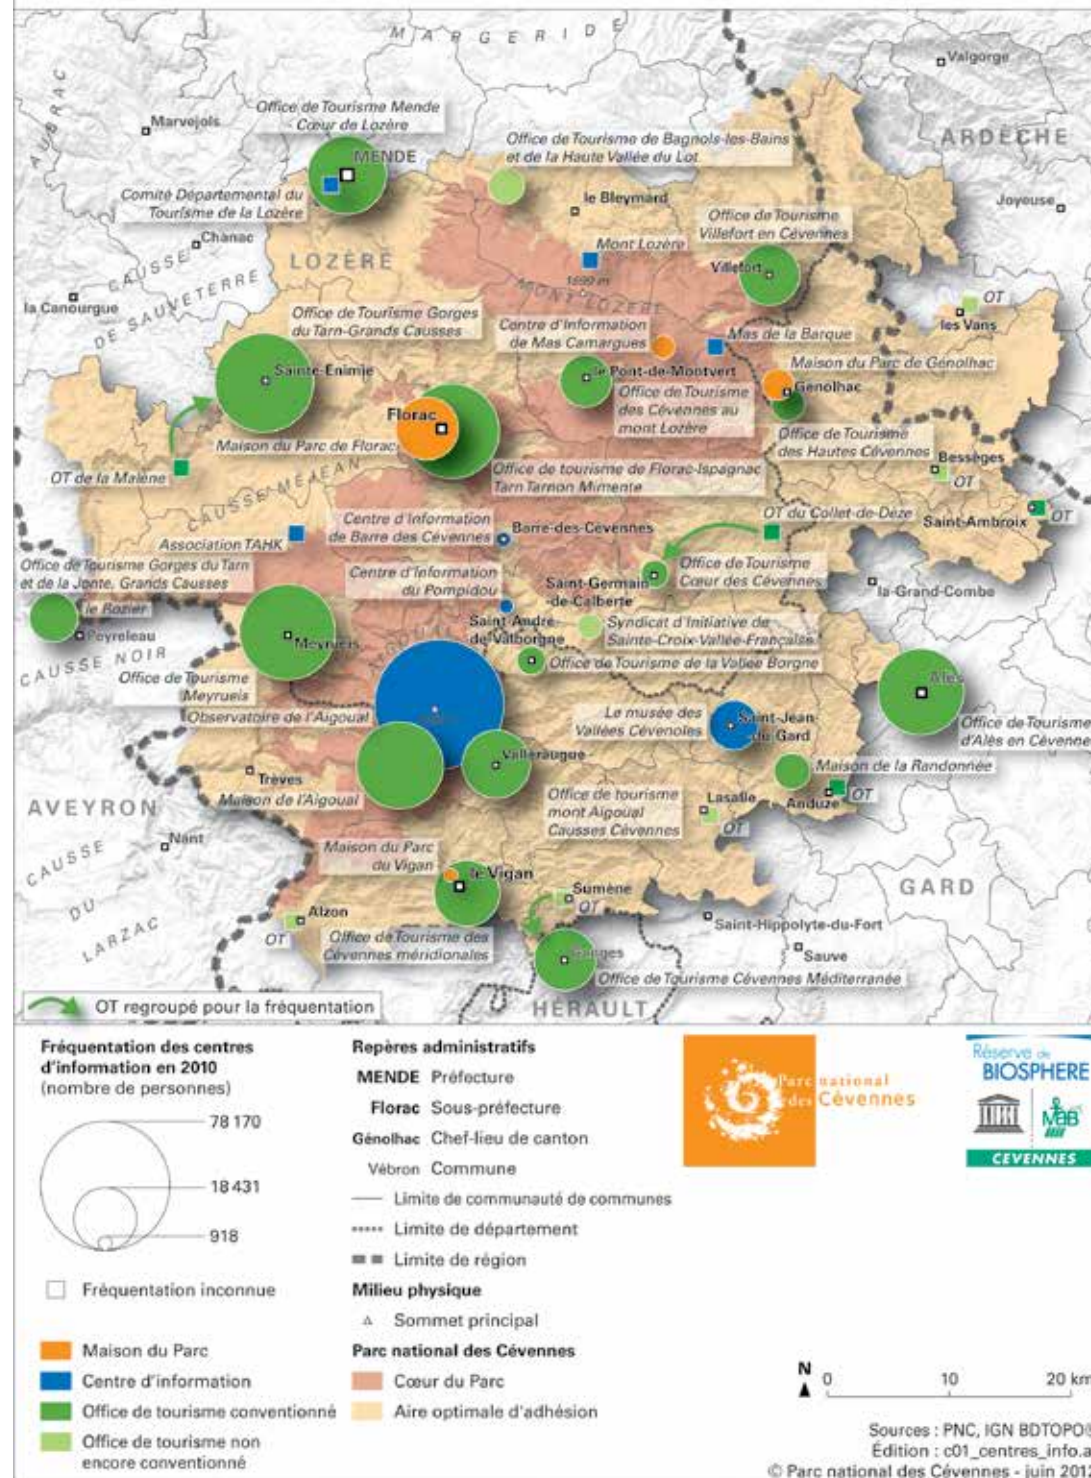 MARGERIDE
Valgorge
AUBRAC
Marvejols
Office de Tourisme Mende
- Cœur de Lozère
MENDE
Office de Tourisme de Bagnols-les-Bains
et de la Haute Vallée du Lot
ARDÈCHE
Comité Départemental du
Tourisme de la Lozère
le Bleymard
Joyeuse
Office de Tourisme
Villefort en Cévennes
Chanac
LOZÈRE
Mont Lozère
1699 m
MONT LOZÈRE
Villefort
CAUSSE
DE SAUVETERRE
la Canourgue
OT
les Vans
Office de Tourisme Gorges
du Tarn-Grands Causses
Centre d'Information
de Mas Camargues
Mas de la Barque
Maison du Parc de Génolhac
Sainte-Enimie
le Pont-de-Montvert
Génolhac
Office de Tourisme
des Cévennes au
mont Lozère
Florac
Maison du Parc de Florac
Office de Tourisme
des Hautes Cévennes
Bessèges
OT
OT de la Malène
CAUSSE MÉJEAN
Office de tourisme de Florac-Ispagnac
Tarn Tarnon Mimente
OT
Saint-Ambroix
Association TAHK
Centre d'Information
de Barre des Cévennes
Barre-des-Cévennes
OT du Collet-de-Dèze
Office de Tourisme Gorges du Tarn
et de la Jonte, Grands Causses
Centre d'Information
du Pompidou
Saint-Germain
-de-Calberte
Office de Tourisme
Cœur des Cévennes
la-Grand-Combe
le Rozier
Peyreleau
Saint-André
-de-Valborgne
Syndicat d'Initiative de
Sainte-Croix-Vallée-Française
CAUSSE NOIR
Meyrueis
AIGOUAL
Office de Tourisme de la Vallée Borgne
Office de Tourisme
Meyrueis
Alès
Observatoire de l'Aigoual
Le musée des
Vallées Cévenoles
Saint-Jean-
du-Gard
Office de Tourisme
d'Alès en Cévenne
Valleraugue
Trèves
Maison de l'Aigoual
Maison de la Randonnée
AVEYRON
Office de tourisme
mont Aigoual
Causses Cévennes
Lasalle
OT
Anduze
OT
Nant
Maison du Parc
du Vigan
le Vigan
CAUSSE
DU
LARZAC
GARD
Sumène
OT
Alzon
OT
Office de Tourisme des
Cévennes méridionales
Saint-Hippolyte-du-Fort
Sauve
Ganges
Office de Tourisme Cévennes Méditerranée
OT regroupé pour la fréquentation
HÉRAULT
Fréquentation des centres
d'information en 2010
(nombre de personnes)
78 170
18 431
918
Fréquentation inconnue
Maison du Parc
Centre d'information
Office de tourisme conventionné
Office de tourisme non
encore conventionné
Repères administratifs
MENDE Préfecture
Florac Sous-préfecture
Génolhac Chef-lieu de canton
Vébron Commune
Limite de communauté de communes
Limite de département
Limite de région
Milieu physique
Sommet principal
Parc national des Cévennes
Cœur du Parc
Aire optimale d'adhésion
Parc national
des Cévennes
Réserve de
BIOSPHERE
MaB
CEVENNES
N
0 10 20 km
Sources : PNC, IGN BDTOPO®
Édition : c01_centres_info.a
© Parc national des Cévennes - juin 201